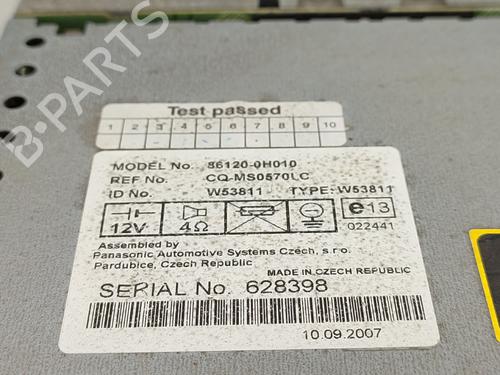 B-PARTS
Test passed
1 2 3 4 5 6 7 8 9 10
MODEL No. 86120-0H010
REF No. CQ-MS0570LC
ID No. W53811 TYPE: W53811
12V 4Ω e13
022441
Assembled by
Panasonic Automotive Systems Czech, s.r.o.
Pardubice, Czech Republic
MADE IN CZECH REPUBLIC
SERIAL No. 628398
10.09.2007